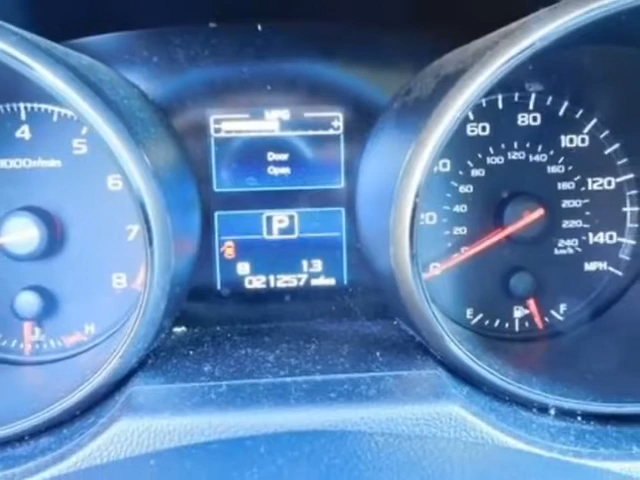 4 5
x1000r/min
6
7
8
H
MPG
- +
Door
Open
P
B 1.3
021257 miles
60 80 100 120 140
MPH
0 20 40 60 80 100 120 140 160 180 200 220 240
km/h
E F